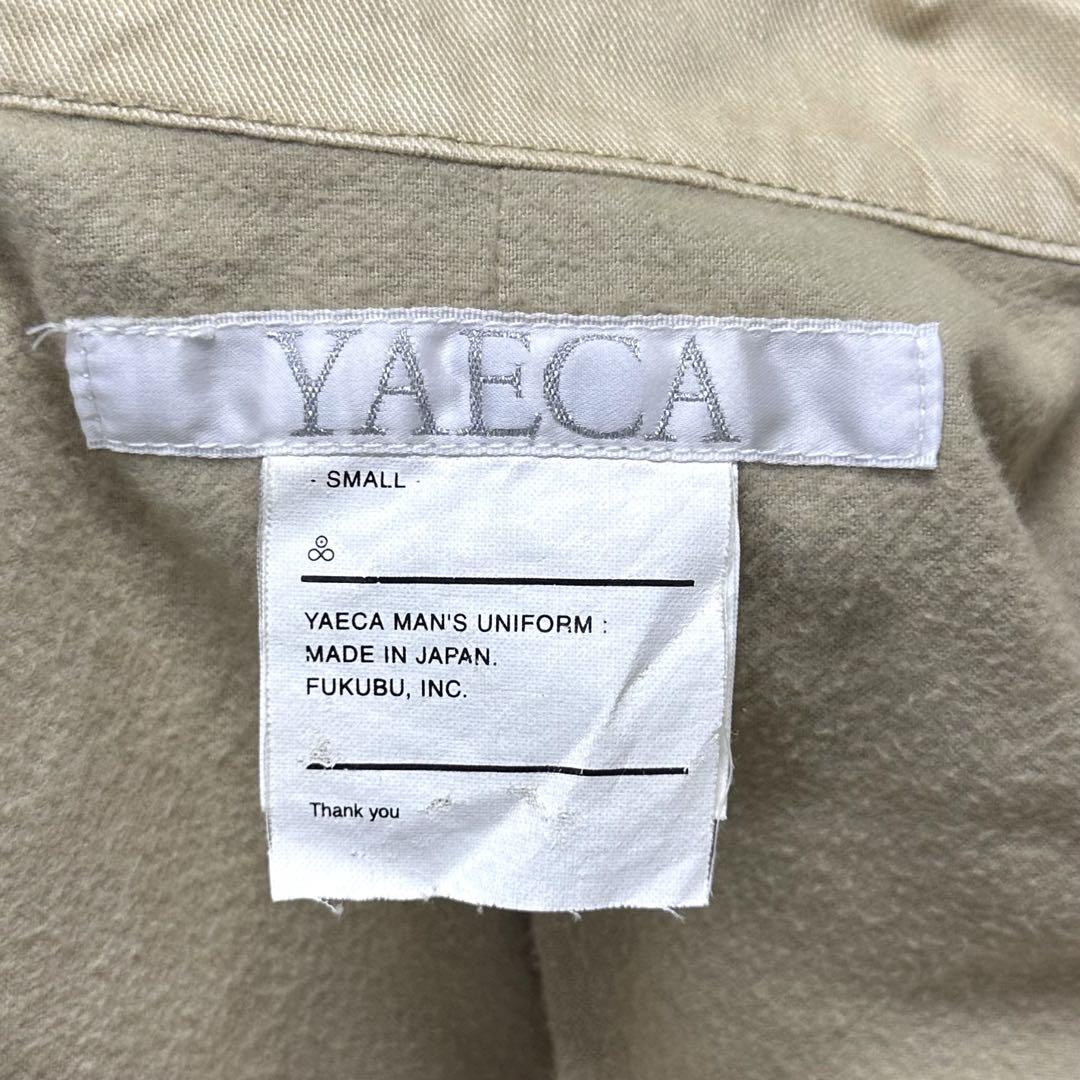 YAECA
- SMALL -
YAECA MAN'S UNIFORM :
MADE IN JAPAN.
FUKUBU, INC.
Thank you